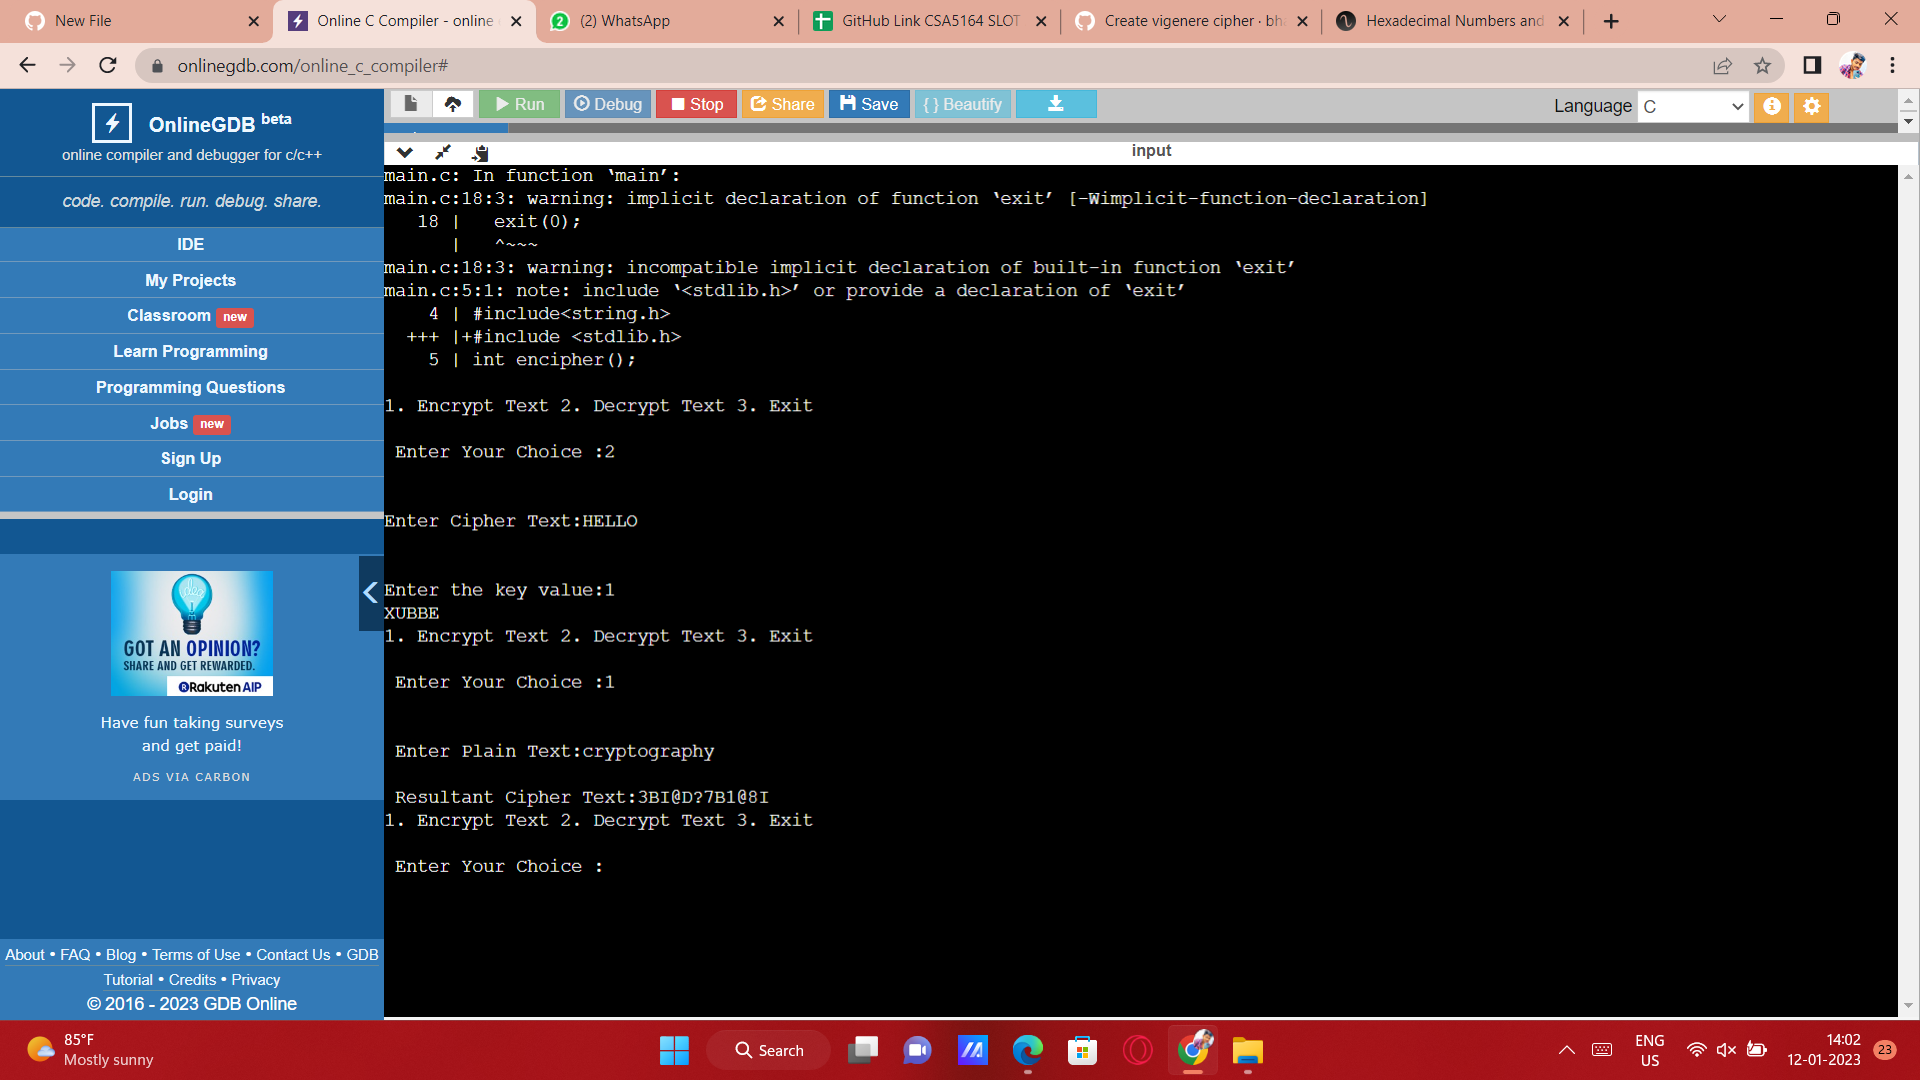 New File
Online C Compiler - online
(2) WhatsApp
GitHub Link CSA5164 SLOT
Create vigenere cipher · bh
Hexadecimal Numbers and
onlinegdb.com/online_c_compiler#
OnlineGDB beta
online compiler and debugger for c/c++
code. compile. run. debug. share.
IDE
My Projects
Classroom new
Learn Programming
Programming Questions
Jobs new
Sign Up
Login
GOT AN OPINION?
SHARE AND GET REWARDED.
Rakuten AIP
Have fun taking surveys
and get paid!
ADS VIA CARBON
About • FAQ • Blog • Terms of Use • Contact Us • GDB
Tutorial • Credits • Privacy
© 2016 - 2023 GDB Online
Run Debug Stop Share Save { } Beautify
Language C
input
main.c: In function ‘main’:
main.c:18:3: warning: implicit declaration of function ‘exit’ [-Wimplicit-function-declaration]
18 | exit(0);
| ^~~~
main.c:18:3: warning: incompatible implicit declaration of built-in function ‘exit’
main.c:5:1: note: include ‘<stdlib.h>’ or provide a declaration of ‘exit’
4 | #include<string.h>
+++ |+#include <stdlib.h>
5 | int encipher();
1. Encrypt Text 2. Decrypt Text 3. Exit
Enter Your Choice :2
Enter Cipher Text:HELLO
Enter the key value:1
XUBBE
1. Encrypt Text 2. Decrypt Text 3. Exit
Enter Your Choice :1
Enter Plain Text:cryptography
Resultant Cipher Text:3BI@D?7B1@8I
1. Encrypt Text 2. Decrypt Text 3. Exit
Enter Your Choice :
85°F
Mostly sunny
Search
ENG
US
14:02
12-01-2023
23